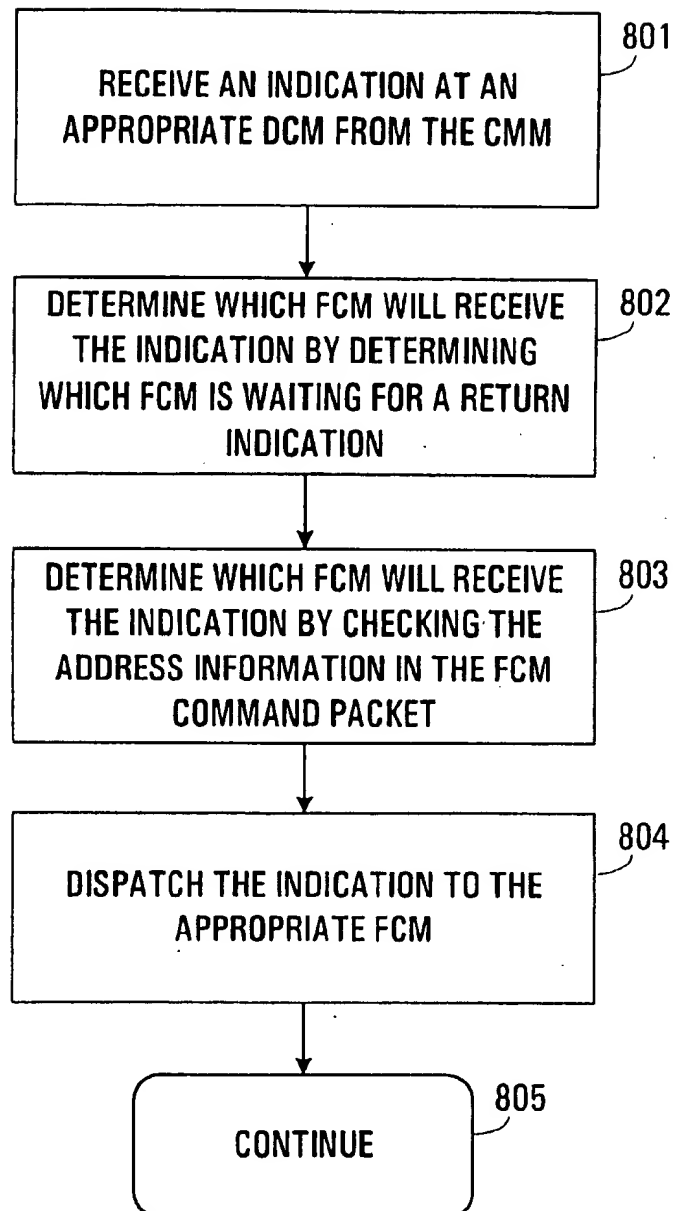 801
RECEIVE AN INDICATION AT AN
APPROPRIATE DCM FROM THE CMM
802
DETERMINE WHICH FCM WILL RECEIVE
THE INDICATION BY DETERMINING
WHICH FCM IS WAITING FOR A RETURN
INDICATION
803
DETERMINE WHICH FCM WILL RECEIVE
THE INDICATION BY CHECKING THE
ADDRESS INFORMATION IN THE FCM
COMMAND PACKET
804
DISPATCH THE INDICATION TO THE
APPROPRIATE FCM
805
CONTINUE